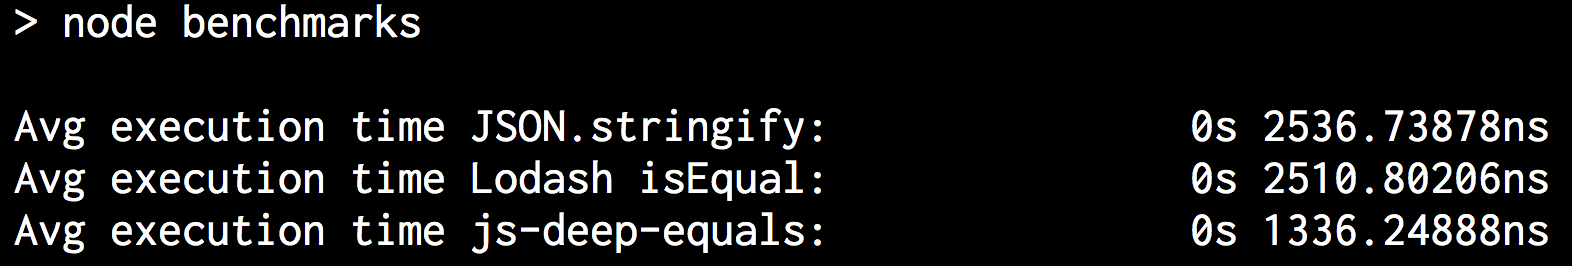 > node benchmarks
Avg execution time JSON.stringify: 0s 2536.73878ns
Avg execution time Lodash isEqual: 0s 2510.80206ns
Avg execution time js-deep-equals: 0s 1336.24888ns